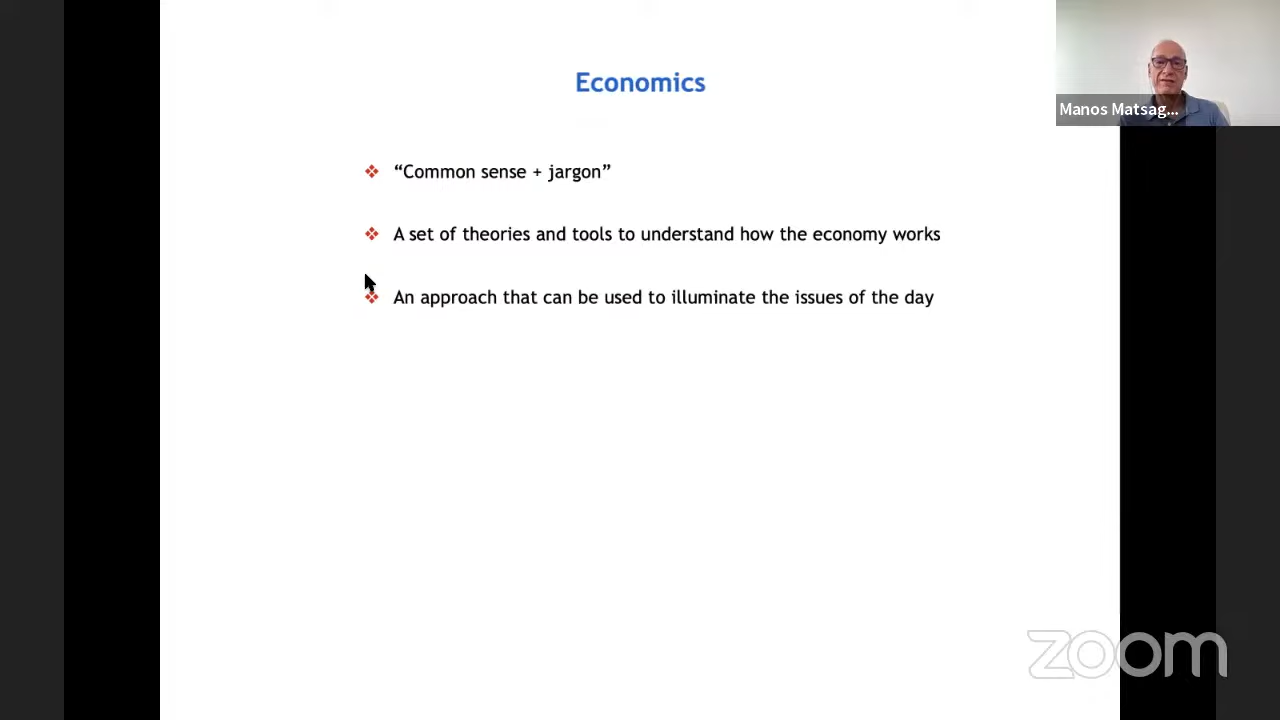 Economics
Manos Matsag...
❖ “Common sense + jargon”
❖ A set of theories and tools to understand how the economy works
❖ An approach that can be used to illuminate the issues of the day
zoom